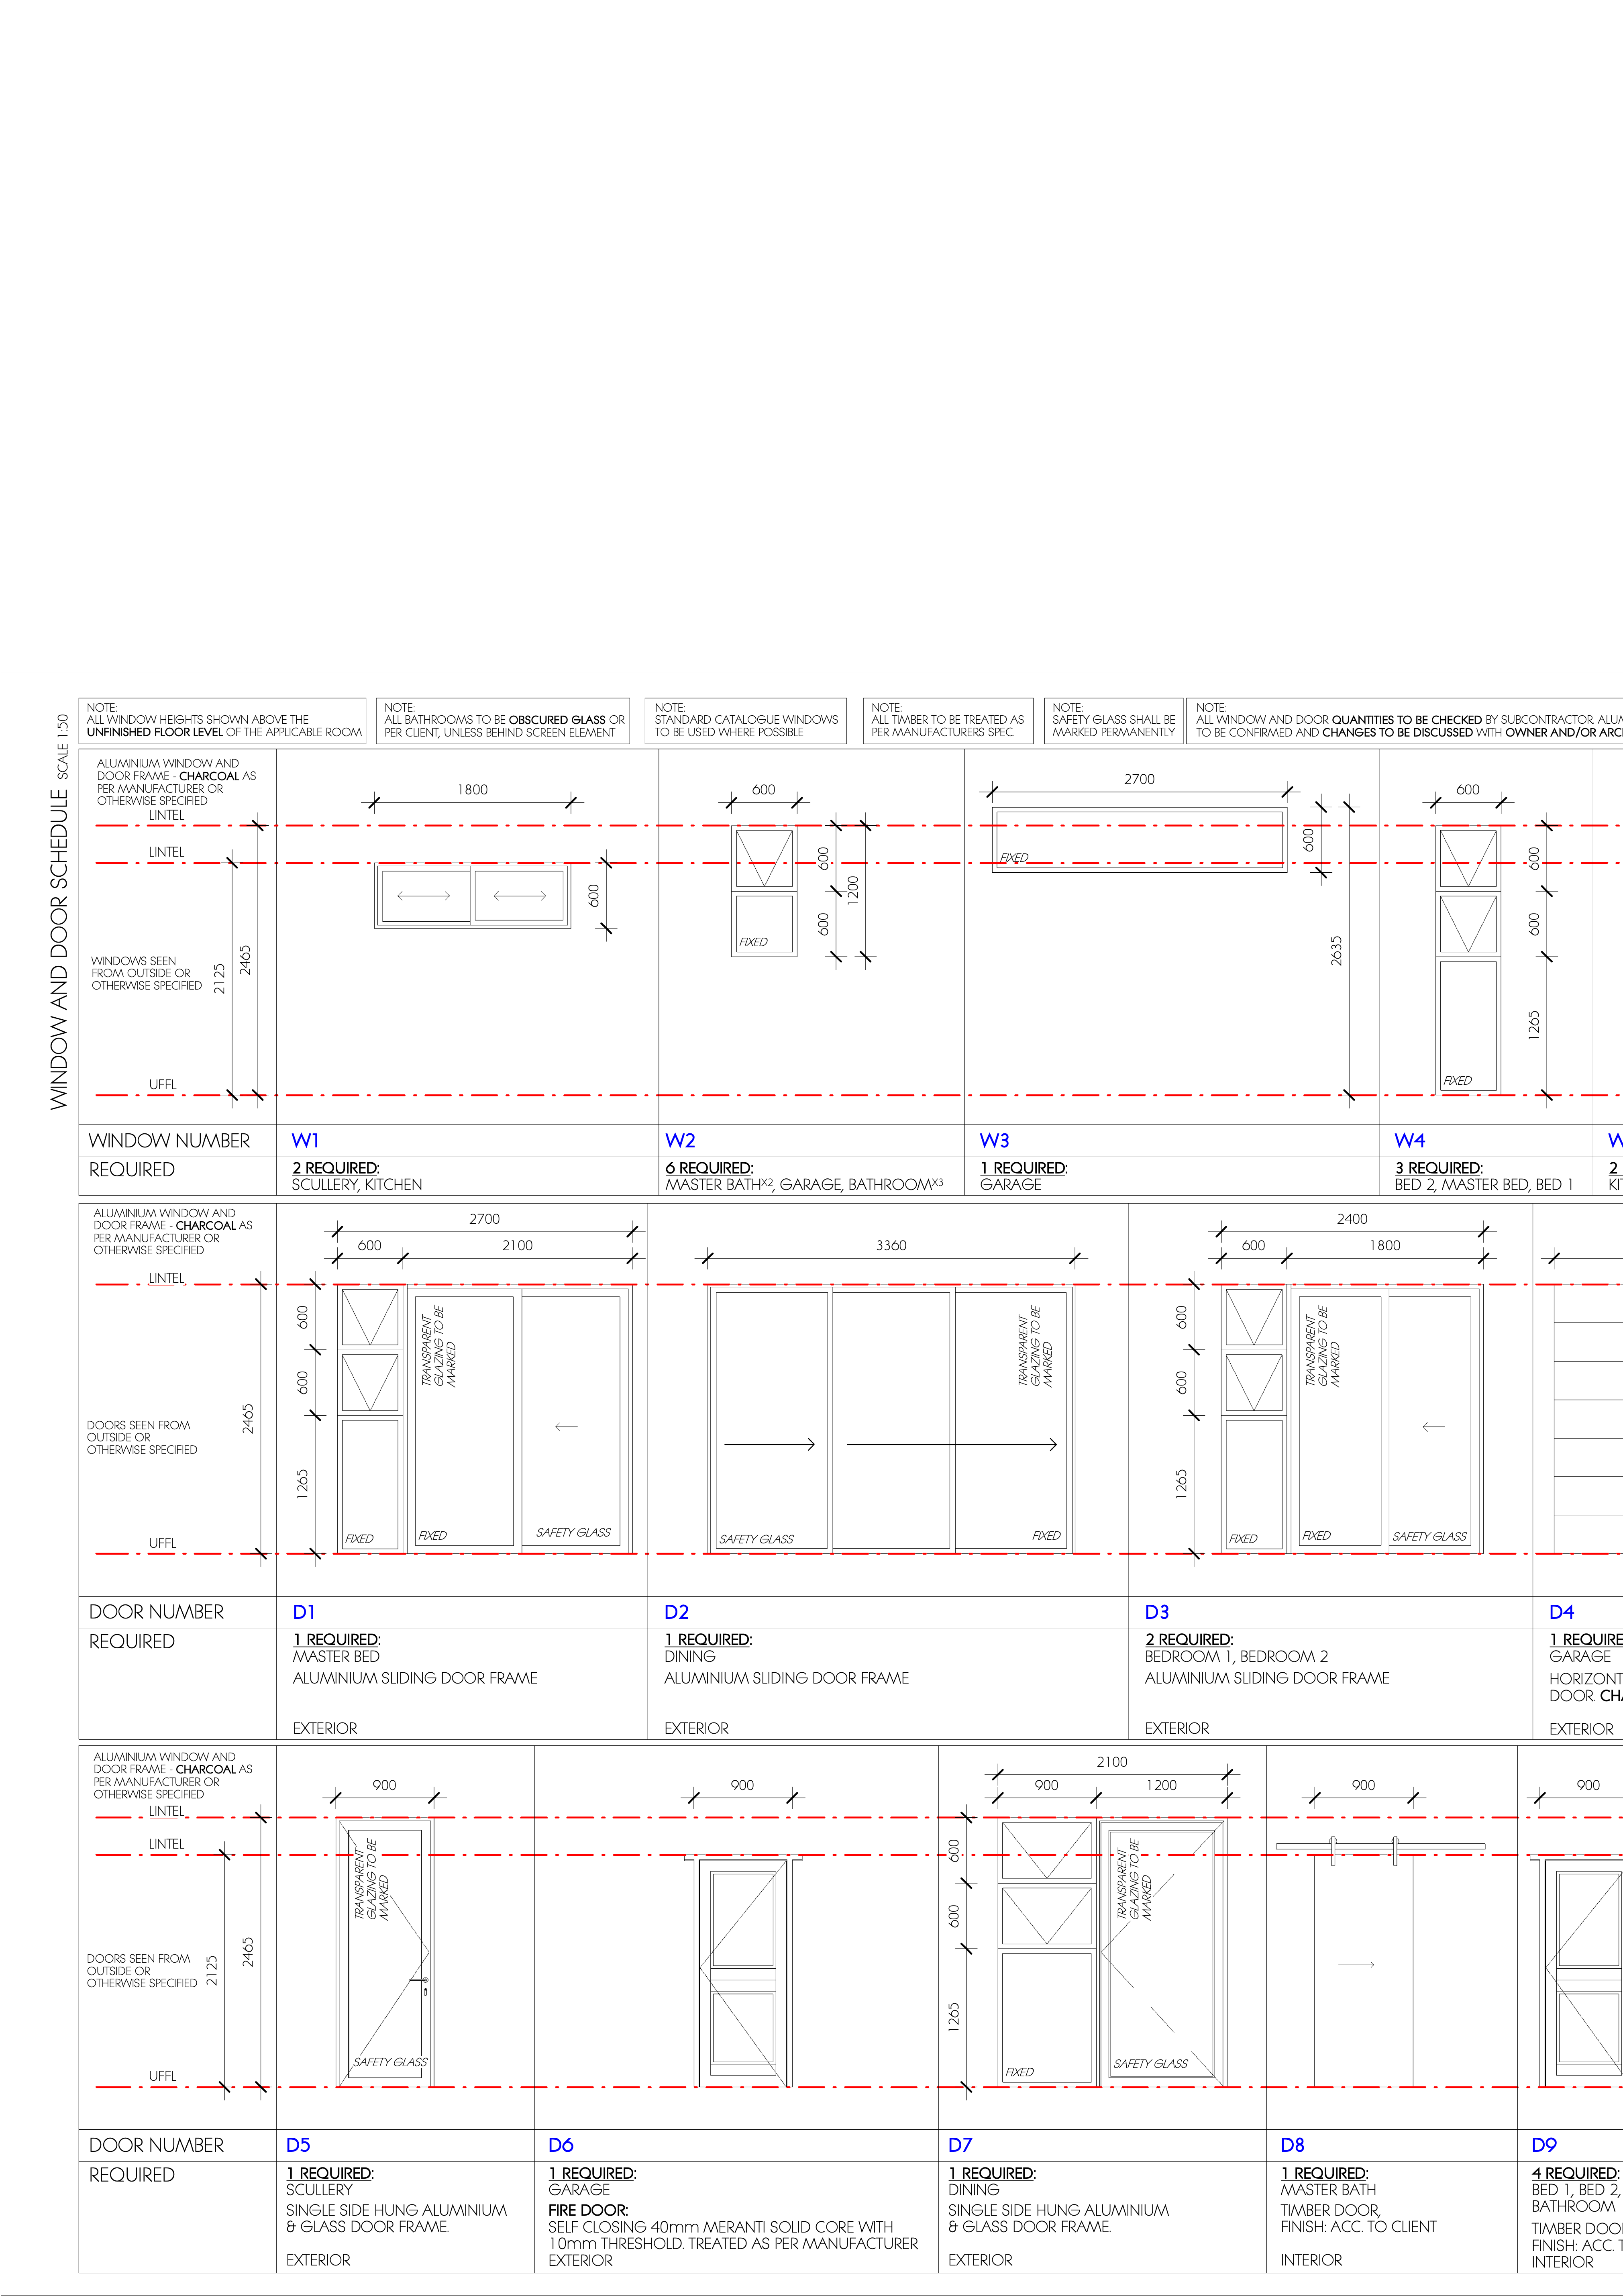 WINDOW AND DOOR SCHEDULE SCALE 1:50
NOTE:
ALL WINDOW HEIGHTS SHOWN ABOVE THE
UNFINISHED FLOOR LEVEL OF THE APPLICABLE ROOM
NOTE:
ALL BATHROOMS TO BE OBSCURED GLASS OR
PER CLIENT, UNLESS BEHIND SCREEN ELEMENT
NOTE:
STANDARD CATALOGUE WINDOWS
TO BE USED WHERE POSSIBLE
NOTE:
ALL TIMBER TO BE TREATED AS
PER MANUFACTURERS SPEC.
NOTE:
SAFETY GLASS SHALL BE
MARKED PERMANENTLY
NOTE:
ALL WINDOW AND DOOR QUANTITIES TO BE CHECKED BY SUBCONTRACTOR.
TO BE CONFIRMED AND CHANGES TO BE DISCUSSED WITH OWNER AND/OR
ALUMINIUM WINDOW AND
DOOR FRAME - CHARCOAL AS
PER MANUFACTURER OR
OTHERWISE SPECIFIED
LINTEL
LINTEL
WINDOWS SEEN
FROM OUTSIDE OR
OTHERWISE SPECIFIED
2125
2465
UFFL
1800
600
600
600
600
1200
FIXED
2700
600
2635
FIXED
600
600
600
1265
FIXED
WINDOW NUMBER
W1
W2
W3
W4
REQUIRED
2 REQUIRED:
SCULLERY, KITCHEN
6 REQUIRED:
MASTER BATHX2, GARAGE, BATHROOMX3
1 REQUIRED:
GARAGE
3 REQUIRED:
BED 2, MASTER BED, BED 1
2
ALUMINIUM WINDOW AND
DOOR FRAME - CHARCOAL AS
PER MANUFACTURER OR
OTHERWISE SPECIFIED
LINTEL
DOORS SEEN FROM
OUTSIDE OR
OTHERWISE SPECIFIED
2465
UFFL
2700
600
2100
600
600
1265
TRANSPARENT
GLAZING TO BE
MARKED
FIXED
FIXED
SAFETY GLASS
3360
TRANSPARENT
GLAZING TO BE
MARKED
SAFETY GLASS
FIXED
2400
600
1800
600
600
1265
TRANSPARENT
GLAZING TO BE
MARKED
FIXED
FIXED
SAFETY GLASS
DOOR NUMBER
D1
D2
D3
D4
REQUIRED
1 REQUIRED:
MASTER BED
ALUMINIUM SLIDING DOOR FRAME
EXTERIOR
1 REQUIRED:
DINING
ALUMINIUM SLIDING DOOR FRAME
EXTERIOR
2 REQUIRED:
BEDROOM 1, BEDROOM 2
ALUMINIUM SLIDING DOOR FRAME
EXTERIOR
1
GARAGE
DOOR.
EXTERIOR
ALUMINIUM WINDOW AND
DOOR FRAME - CHARCOAL AS
PER MANUFACTURER OR
OTHERWISE SPECIFIED
LINTEL
LINTEL
DOORS SEEN FROM
OUTSIDE OR
OTHERWISE SPECIFIED
2125
2465
UFFL
900
TRANSPARENT
GLAZING TO BE
MARKED
SAFETY GLASS
900
2100
900
1200
600
600
1265
TRANSPARENT
GLAZING TO BE
MARKED
FIXED
SAFETY GLASS
900
900
DOOR NUMBER
D5
D6
D7
D8
D9
REQUIRED
1 REQUIRED:
SCULLERY
SINGLE SIDE HUNG ALUMINIUM
& GLASS DOOR FRAME.
EXTERIOR
1 REQUIRED:
GARAGE
FIRE DOOR:
SELF CLOSING 40mm MERANTI SOLID CORE WITH
10mm THRESHOLD. TREATED AS PER MANUFACTURER
EXTERIOR
1 REQUIRED:
DINING
SINGLE SIDE HUNG ALUMINIUM
& GLASS DOOR FRAME.
EXTERIOR
1 REQUIRED:
MASTER BATH
TIMBER DOOR,
FINISH: ACC. TO CLIENT
INTERIOR
4 REQUIRED:
BED 1, BED 2,
BATHROOM
TIMBER
FINISH: ACC.
INTERIOR